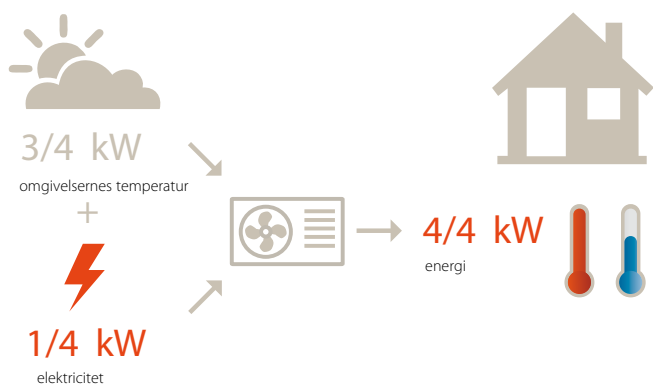 3/4 kW
omgivelsernes temperatur
+
1/4 kW
elektricitet
4/4 kW
energi